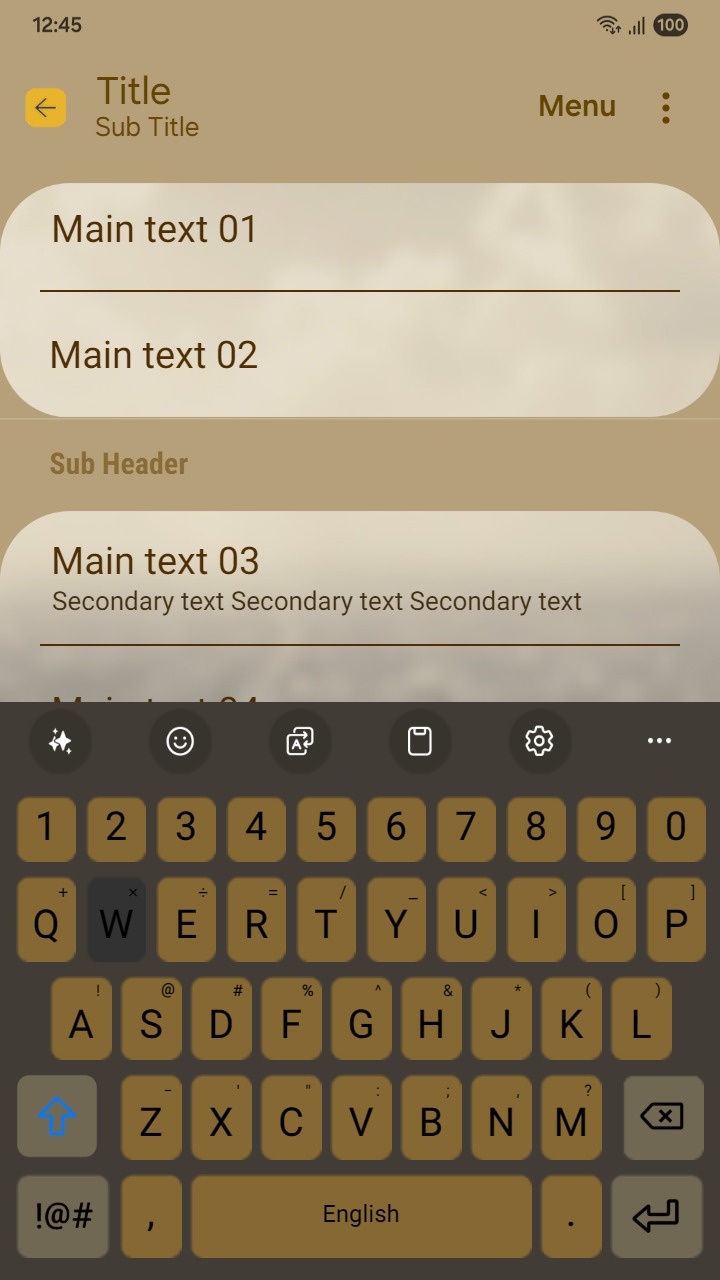 12:45
100
Title
Sub Title
Menu
Main text 01
Main text 02
Sub Header
Main text 03
Secondary text Secondary text Secondary text
1 2 3 4 5 6 7 8 9 0
+ × ÷ = / _ < > [ ]
Q W E R T Y U I O P
! @ # % ^ & * ( )
A S D F G H J K L
- ' " : ; , ?
Z X C V B N M
!@# , English .